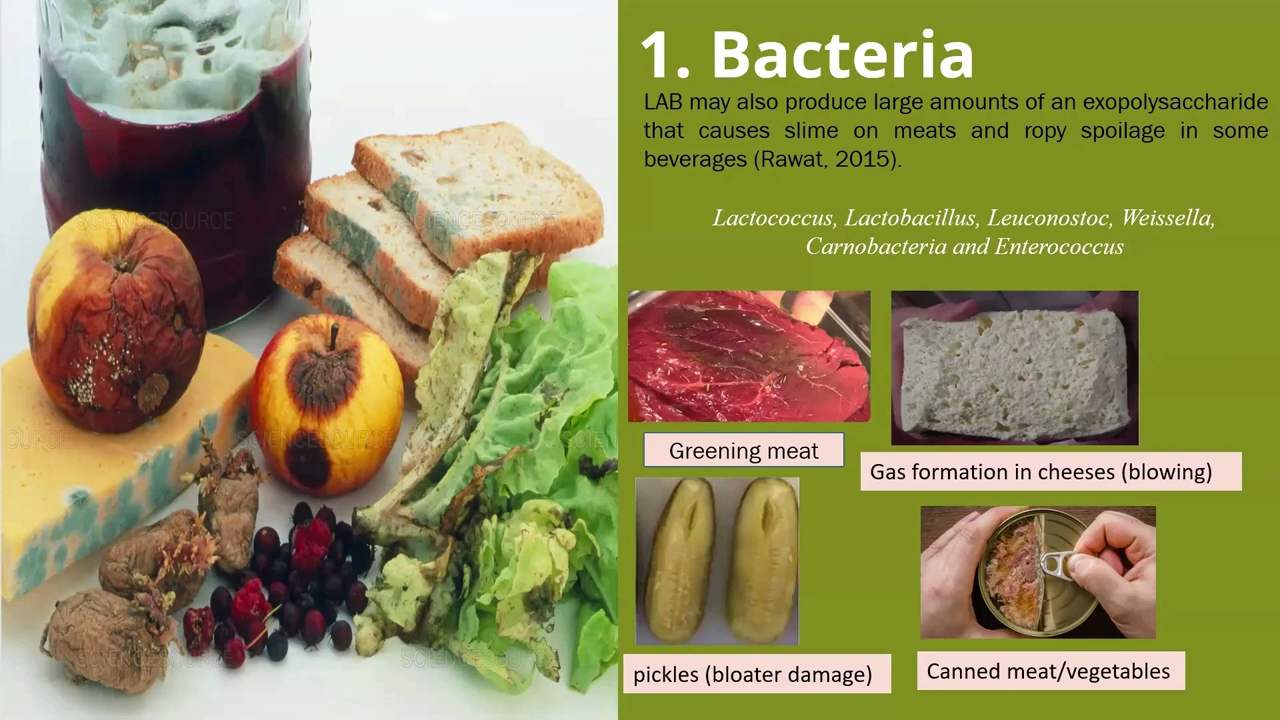 1. Bacteria
LAB may also produce large amounts of an exopolysaccharide
that causes slime on meats and ropy spoilage in some
beverages (Rawat, 2015).
Lactococcus, Lactobacillus, Leuconostoc, Weissella,
Carnobacteria and Enterococcus
Greening meat
Gas formation in cheeses (blowing)
pickles (bloater damage)
Canned meat/vegetables
SCIENCESOURCE